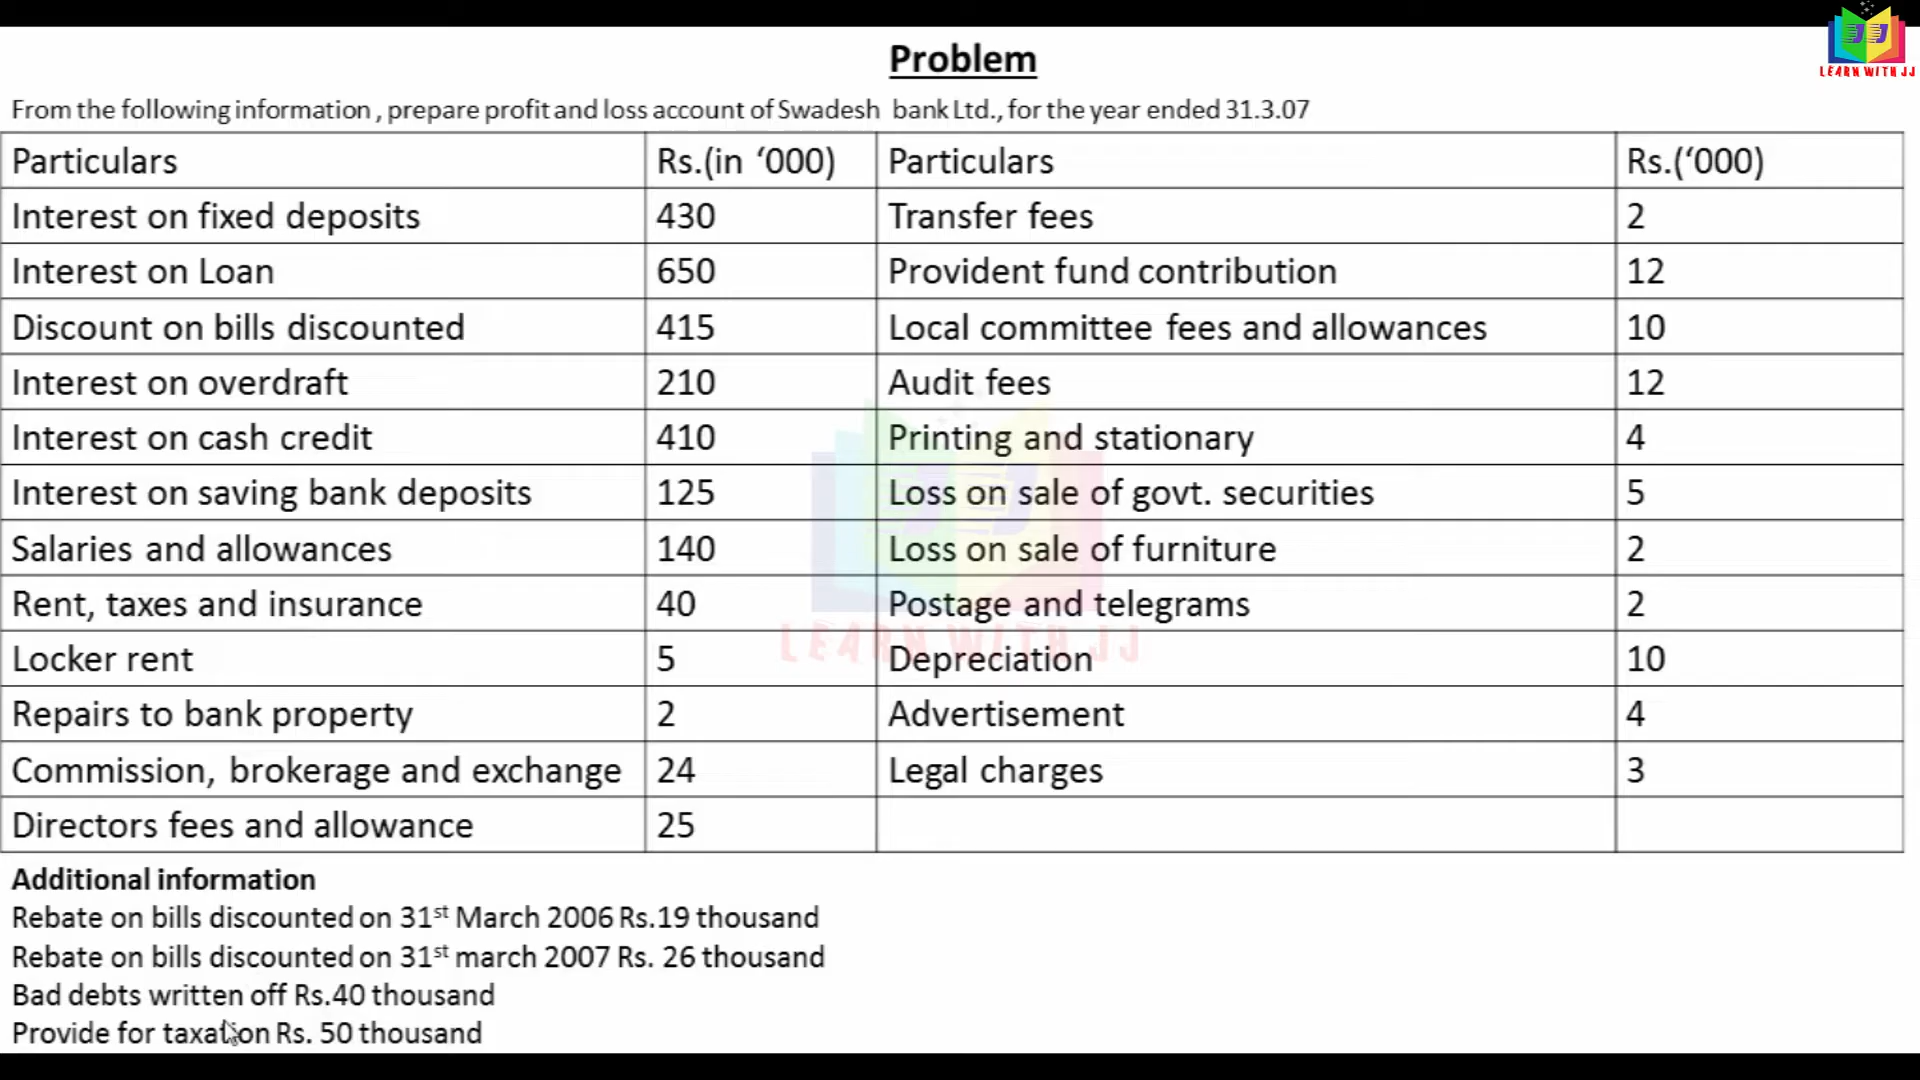 LEARN WITH JJ
Problem
From the following information , prepare profit and loss account of Swadesh bank Ltd., for the year ended 31.3.07
Particulars Rs.(in ‘000) Particulars Rs.(‘000)
Interest on fixed deposits 430 Transfer fees 2
Interest on Loan 650 Provident fund contribution 12
Discount on bills discounted 415 Local committee fees and allowances 10
Interest on overdraft 210 Audit fees 12
Interest on cash credit 410 Printing and stationary 4
Interest on saving bank deposits 125 Loss on sale of govt. securities 5
Salaries and allowances 140 Loss on sale of furniture 2
Rent, taxes and insurance 40 Postage and telegrams 2
LEARN WITH JJ
Locker rent 5 Depreciation 10
Repairs to bank property 2 Advertisement 4
Commission, brokerage and exchange 24 Legal charges 3
Directors fees and allowance 25
Additional information
Rebate on bills discounted on 31st March 2006 Rs.19 thousand
Rebate on bills discounted on 31st march 2007 Rs. 26 thousand
Bad debts written off Rs.40 thousand
Provide for taxation Rs. 50 thousand